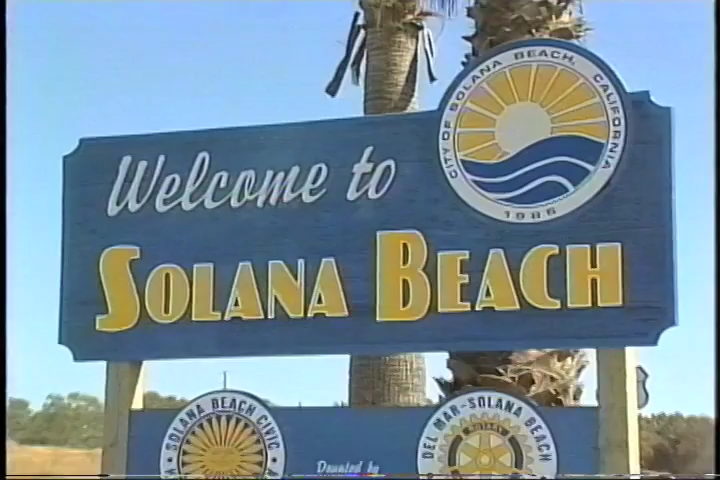 CITY OF SOLANA BEACH, CALIFORNIA
1986
Welcome to
SOLANA BEACH
SOLANA BEACH CIVIC
DEL MAR-SOLANA BEACH
ROTARY
Donated by